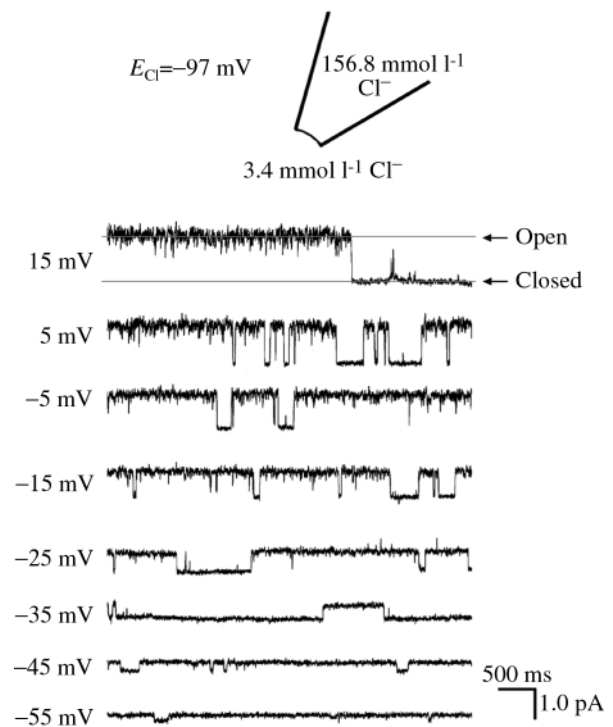 E_Cl=−97 mV
156.8 mmol l⁻¹
Cl⁻
3.4 mmol l⁻¹ Cl⁻
Open
15 mV
Closed
5 mV
−5 mV
−15 mV
−25 mV
−35 mV
−45 mV
500 ms
1.0 pA
−55 mV